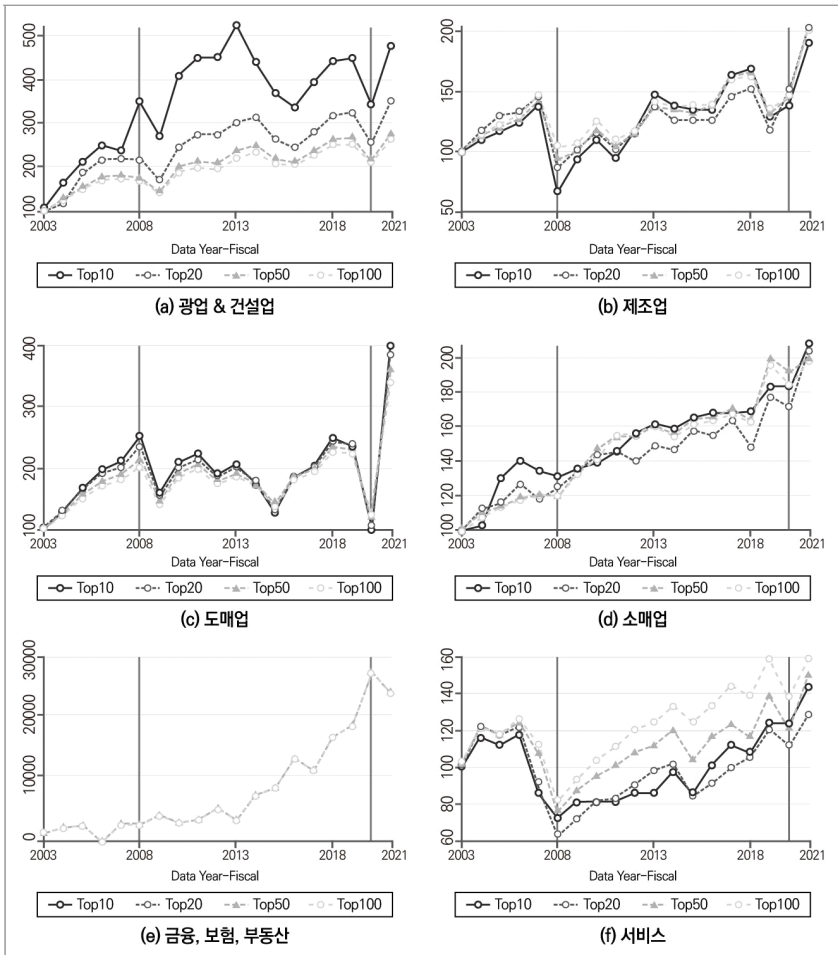 500
400
300
200
100
2003 2008 2013 2018 2021
Data Year-Fiscal
Top10 Top20 Top50 Top100
(a) 광업 & 건설업
200
150
100
50
2003 2008 2013 2018 2021
Data Year-Fiscal
Top10 Top20 Top50 Top100
(b) 제조업
400
300
200
100
2003 2008 2013 2018 2021
Data Year-Fiscal
Top10 Top20 Top50 Top100
(c) 도매업
200
180
160
140
120
100
2003 2008 2013 2018 2021
Data Year-Fiscal
Top10 Top20 Top50 Top100
(d) 소매업
30000
20000
10000
0
2003 2008 2013 2018 2021
Data Year-Fiscal
Top10 Top20 Top50 Top100
(e) 금융, 보험, 부동산
160
140
120
100
80
60
2003 2008 2013 2018 2021
Data Year-Fiscal
Top10 Top20 Top50 Top100
(f) 서비스